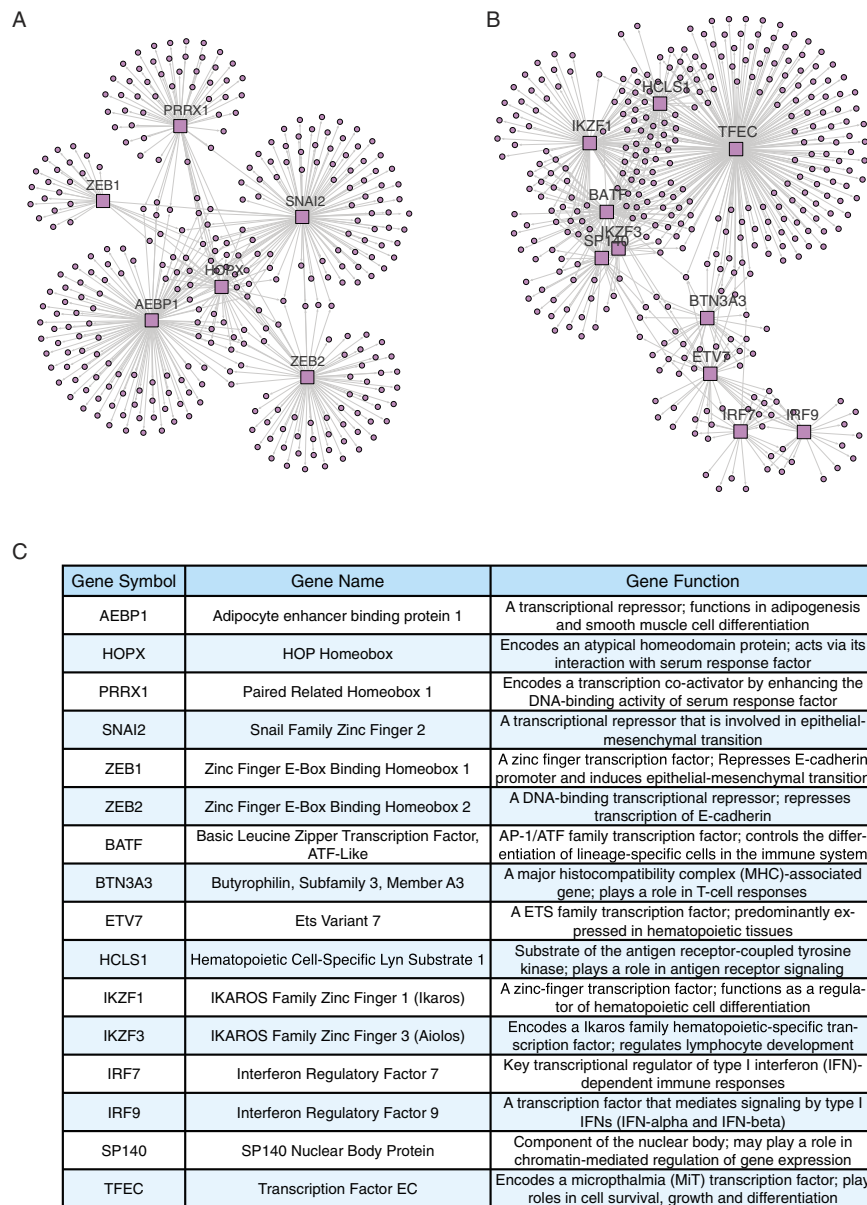 A
B
PRRX1
ZEB1
SNAI2
HOPX
AEBP1
ZEB2
HCLS1
IKZF1
TFEC
BATF
IKZF3
SP140
BTN3A3
ETV7
IRF7
IRF9
C
Gene Symbol Gene Name Gene Function
AEBP1 Adipocyte enhancer binding protein 1 A transcriptional repressor; functions in adipogenesis
and smooth muscle cell differentiation
HOPX HOP Homeobox Encodes an atypical homeodomain protein; acts via its
interaction with serum response factor
PRRX1 Paired Related Homeobox 1 Encodes a transcription co-activator by enhancing the
DNA-binding activity of serum response factor
SNAI2 Snail Family Zinc Finger 2 A transcriptional repressor that is involved in epithelial-
mesenchymal transition
ZEB1 Zinc Finger E-Box Binding Homeobox 1 A zinc finger transcription factor; Represses E-cadherin
promoter and induces epithelial-mesenchymal transition
ZEB2 Zinc Finger E-Box Binding Homeobox 2 A DNA-binding transcriptional repressor; represses
transcription of E-cadherin
BATF Basic Leucine Zipper Transcription Factor, AP-1/ATF family transcription factor; controls the differ-
ATF-Like entiation of lineage-specific cells in the immune system
BTN3A3 Butyrophilin, Subfamily 3, Member A3 A major histocompatibility complex (MHC)-associated
gene; plays a role in T-cell responses
ETV7 Ets Variant 7 A ETS family transcription factor; predominantly ex-
pressed in hematopoietic tissues
HCLS1 Hematopoietic Cell-Specific Lyn Substrate 1 Substrate of the antigen receptor-coupled tyrosine
kinase; plays a role in antigen receptor signaling
IKZF1 IKAROS Family Zinc Finger 1 (Ikaros) A zinc-finger transcription factor; functions as a regula-
tor of hematopoietic cell differentiation
IKZF3 IKAROS Family Zinc Finger 3 (Aiolos) Encodes a Ikaros family hematopoietic-specific tran-
scription factor; regulates lymphocyte development
IRF7 Interferon Regulatory Factor 7 Key transcriptional regulator of type I interferon (IFN)-
dependent immune responses
IRF9 Interferon Regulatory Factor 9 A transcription factor that mediates signaling by type I
IFNs (IFN-alpha and IFN-beta)
SP140 SP140 Nuclear Body Protein Component of the nuclear body; may play a role in
chromatin-mediated regulation of gene expression
TFEC Transcription Factor EC Encodes a micropthalmia (MiT) transcription factor; play
roles in cell survival, growth and differentiation